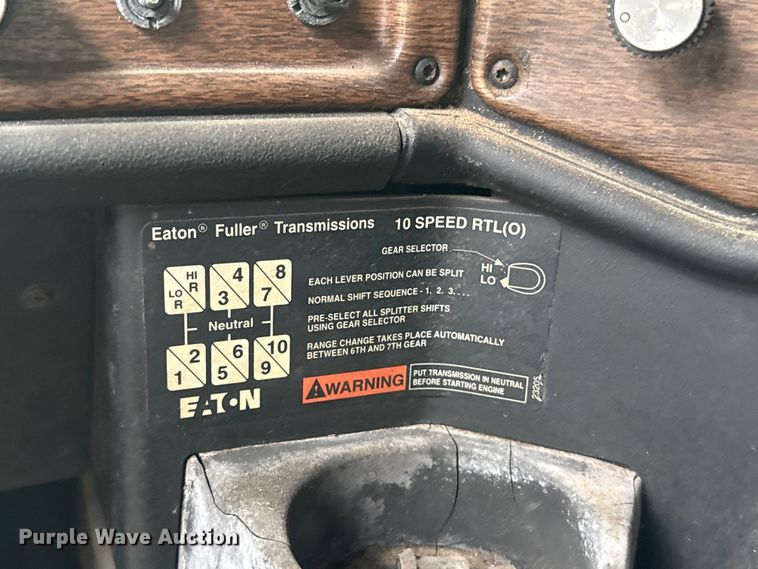 O
Eaton® Fuller® Transmissions 10 SPEED RTL(O)
GEAR SELECTOR
HI
LO
HI
R
LO
R
4
3
8
7
EACH LEVER POSITION CAN BE SPLIT
NORMAL SHIFT SEQUENCE - 1, 2, 3, . . . .
PRE-SELECT ALL SPLITTER SHIFTS
USING GEAR SELECTOR
RANGE CHANGE TAKES PLACE AUTOMATICALLY
BETWEEN 6TH AND 7TH GEAR
Neutral
2
1
6
5
10
9
EATON
WARNING
PUT TRANSMISSION IN NEUTRAL
BEFORE STARTING ENGINE
23205
Purple Wave Auction